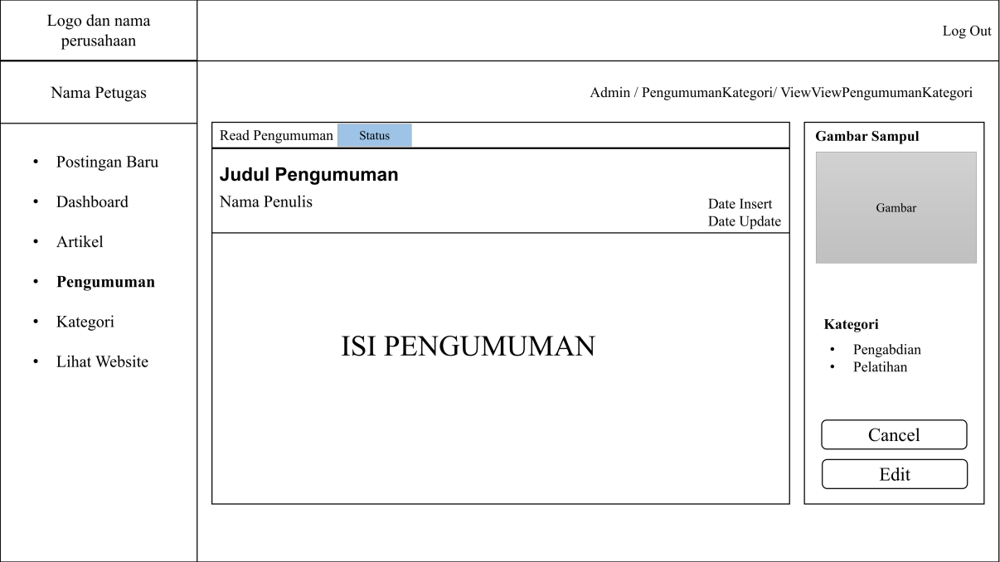 Logo dan nama
perusahaan
Log Out
Nama Petugas
Admin / PengumumanKategori/ ViewViewPengumumanKategori
• Postingan Baru
• Dashboard
• Artikel
• Pengumuman
• Kategori
• Lihat Website
Read Pengumuman Status
Judul Pengumuman
Nama Penulis
Date Insert
Date Update
ISI PENGUMUMAN
Gambar Sampul
Gambar
Kategori
• Pengabdian
• Pelatihan
Cancel
Edit